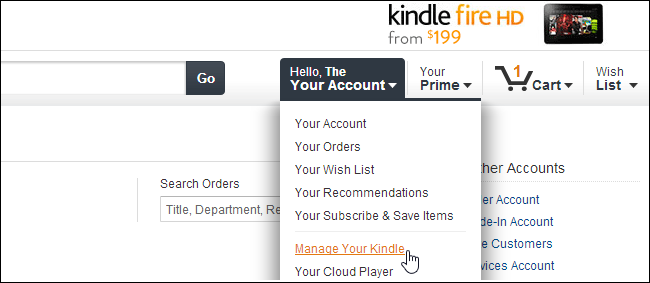 kindle fire HD
from $199
Go
Hello, The
Your Account
Your
Prime
1
Cart
Wish
List
Your Account
Your Orders
Your Wish List
Your Recommendations
Your Subscribe & Save Items
Manage Your Kindle
Your Cloud Player
Search Orders
Title, Department, Re
ther Accounts
er Account
de-In Account
e Customers
vices Account